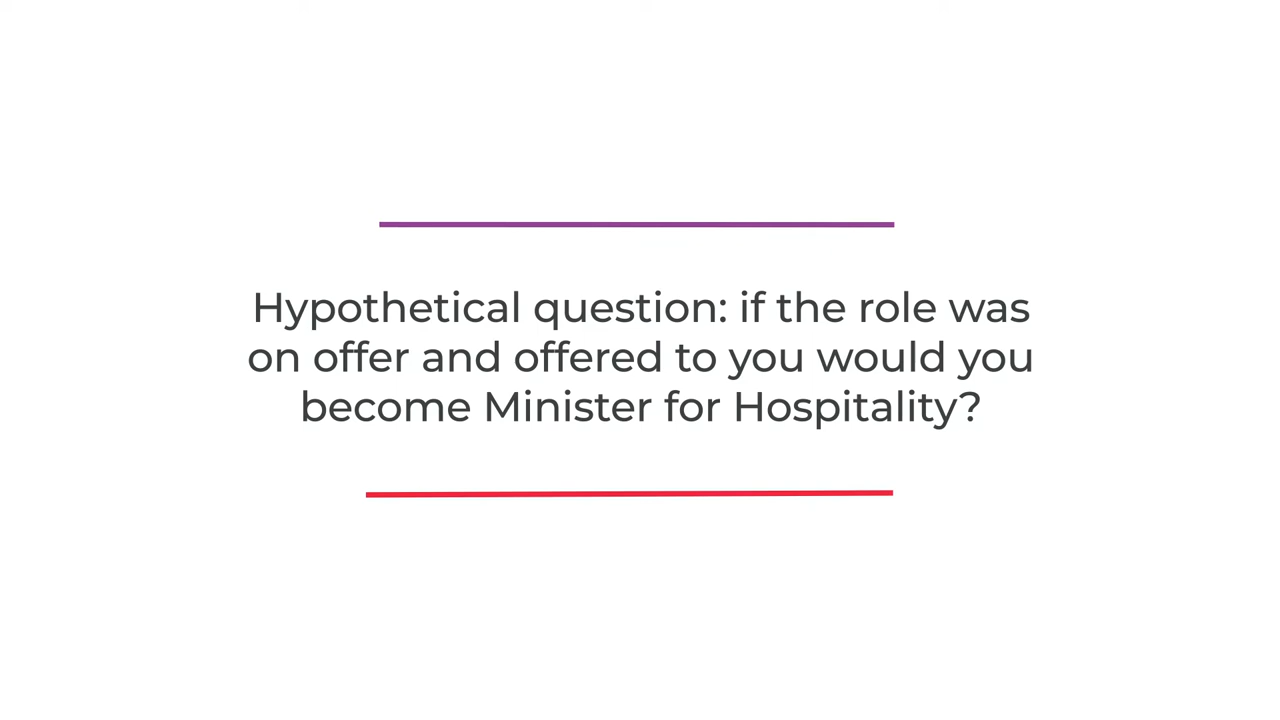 Hypothetical question: if the role was
on offer and offered to you would you
become Minister for Hospitality?